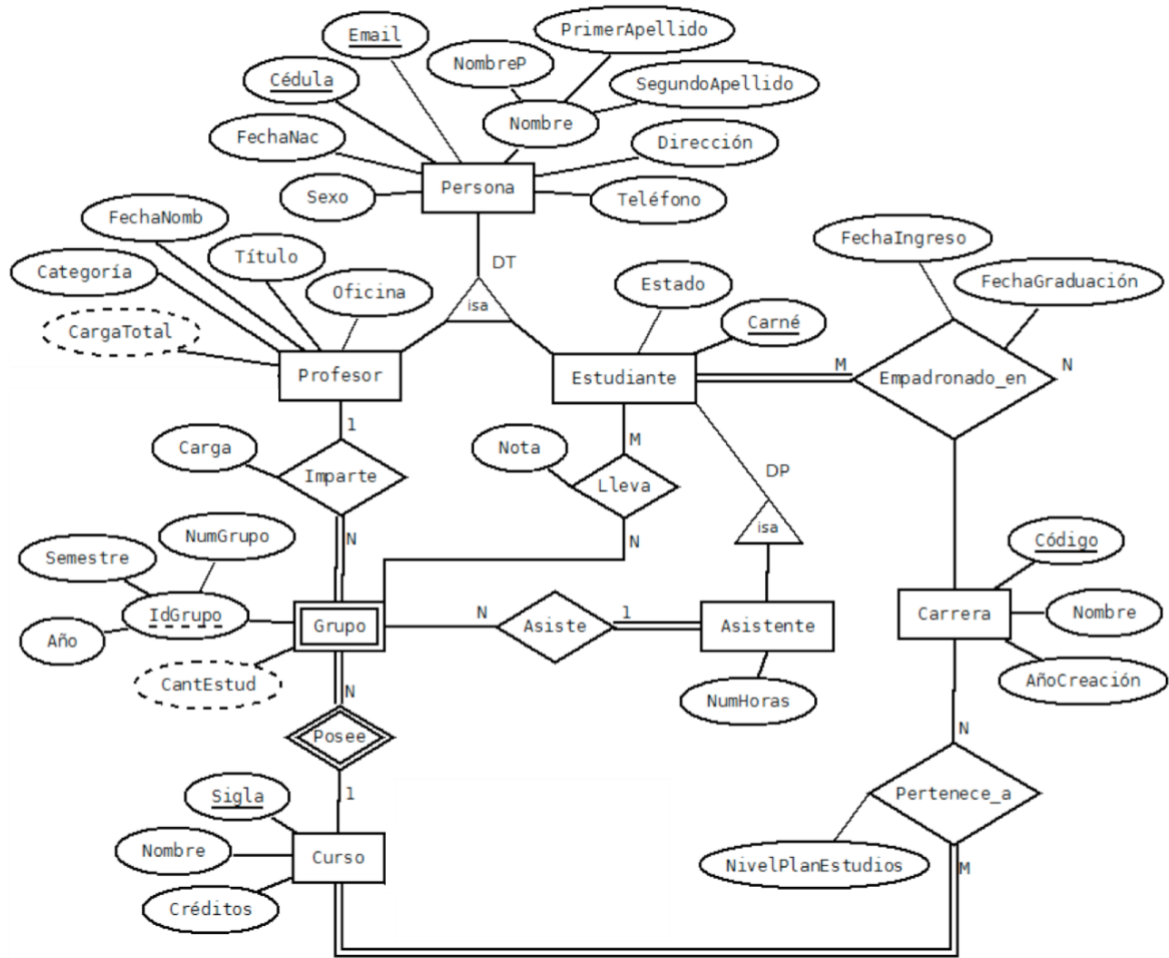 PrimerApellido
Email
NombreP
Cédula
SegundoApellido
Nombre
FechaNac
Dirección
Persona
Sexo
Teléfono
FechaNomb
FechaIngreso
Título
DT
Categoría
Estado
FechaGraduación
Oficina
isa
CargaTotal
Carné
M
N
Profesor
Estudiante
Empadronado_en
1
M
Carga
Nota
Imparte
Lleva
DP
isa
N
N
NumGrupo
Código
Semestre
IdGrupo
N
1
Carrera
Nombre
Año
Grupo
Asiste
Asistente
CantEstud
AñoCreación
N
NumHoras
N
Posee
1
Sigla
Pertenece_a
Nombre
Curso
NivelPlanEstudios
M
Créditos